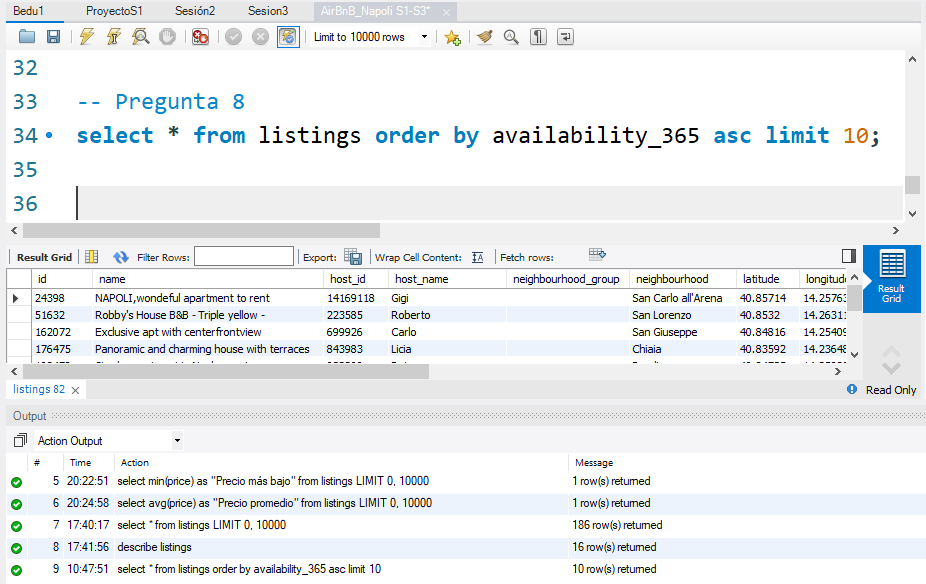 Bedu1 ProyectoS1 Sesión2 Sesion3 AirBnB_Napoli S1-S3*
Limit to 10000 rows
32
33 -- Pregunta 8
34 select * from listings order by availability_365 asc limit 10;
35
36
Result Grid Filter Rows: Export: Wrap Cell Content: Fetch rows:
id name host_id host_name neighbourhood_group neighbourhood latitude longitude
24398 NAPOLI,wondeful apartment to rent 14169118 Gigi San Carlo all'Arena 40.85714 14.25763
51632 Robby's House B&B - Triple yellow - 223585 Roberto San Lorenzo 40.8532 14.26311
162072 Exclusive apt with centerfrontview 699926 Carlo San Giuseppe 40.84816 14.25409
176475 Panoramic and charming house with terraces 843983 Licia Chiaia 40.83592 14.23648
Result
Grid
listings 82 Read Only
Output
Action Output
# Time Action Message
5 20:22:51 select min(price) as "Precio más bajo" from listings LIMIT 0, 10000 1 row(s) returned
6 20:24:58 select avg(price) as "Precio promedio" from listings LIMIT 0, 10000 1 row(s) returned
7 17:40:17 select * from listings LIMIT 0, 10000 186 row(s) returned
8 17:41:56 describe listings 16 row(s) returned
9 10:47:51 select * from listings order by availability_365 asc limit 10 10 row(s) returned